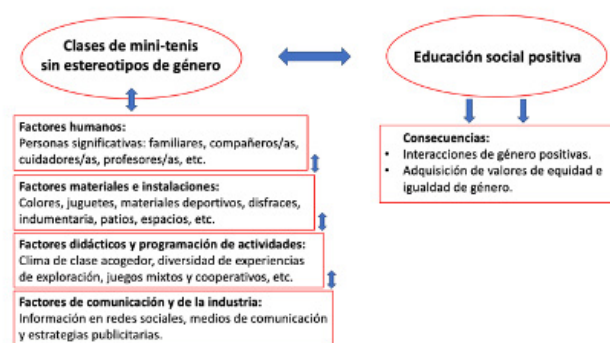 Clases de mini-tenis
sin estereotipos de género
Educación social positiva
Factores humanos:
Personas significativas: familiares, compañeros/as,
cuidadores/as, profesores/as, etc.
Factores materiales e instalaciones:
Colores, juguetes, materiales deportivos, disfraces,
indumentaria, patios, espacios, etc.
Factores didácticos y programación de actividades:
Clima de clase acogedor, diversidad de experiencias
de exploración, juegos mixtos y cooperativos, etc.
Factores de comunicación y de la industria:
Información en redes sociales, medios de comunicación
y estrategias publicitarias.
Consecuencias:
• Interacciones de género positivas.
• Adquisición de valores de equidad e
igualdad de género.